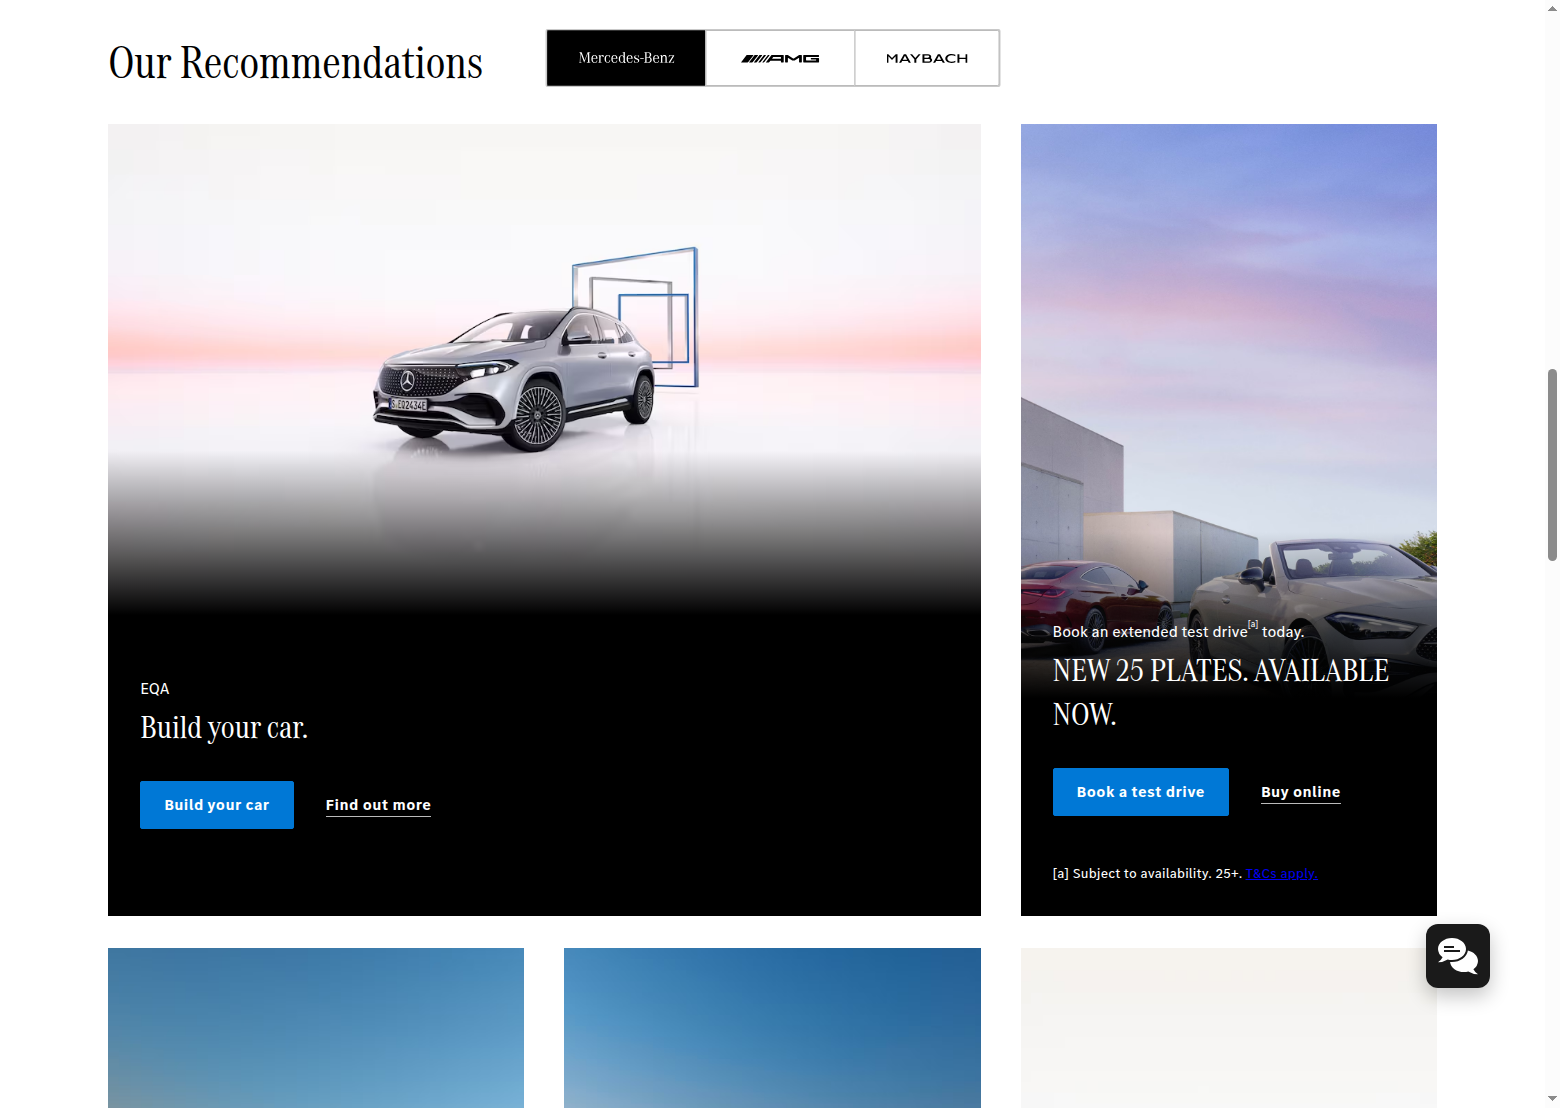 Our Recommendations
Mercedes-Benz
AMG
MAYBACH
S·EQ2434E
EQA
Build your car.
Build your car
Find out more
Book an extended test drive[a] today.
NEW 25 PLATES. AVAILABLE
NOW.
Book a test drive
Buy online
[a] Subject to availability. 25+. T&Cs apply.